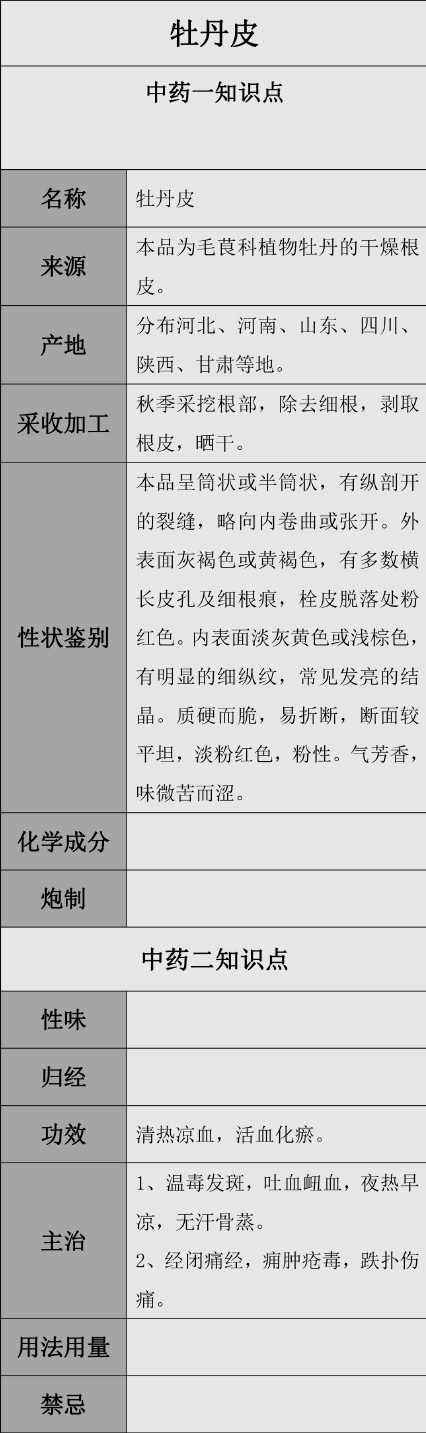 牡丹皮
中药一知识点
名称
牡丹皮
来源
本品为毛茛科植物牡丹的干燥根
皮。
产地
分布河北、河南、山东、四川、
陕西、甘肃等地。
采收加工
秋季采挖根部，除去细根，剥取
根皮，晒干。
性状鉴别
本品呈筒状或半筒状，有纵剖开
的裂缝，略向内卷曲或张开。外
表面灰褐色或黄褐色，有多数横
长皮孔及细根痕，栓皮脱落处粉
红色。内表面淡灰黄色或浅棕色，
有明显的细纵纹，常见发亮的结
晶。质硬而脆，易折断，断面较
平坦，淡粉红色，粉性。气芳香，
味微苦而涩。
化学成分
炮制
中药二知识点
性味
归经
功效
清热凉血，活血化瘀。
主治
1、温毒发斑，吐血衄血，夜热早
凉，无汗骨蒸。
2、经闭痛经，痈肿疮毒，跌扑伤
痛。
用法用量
禁忌